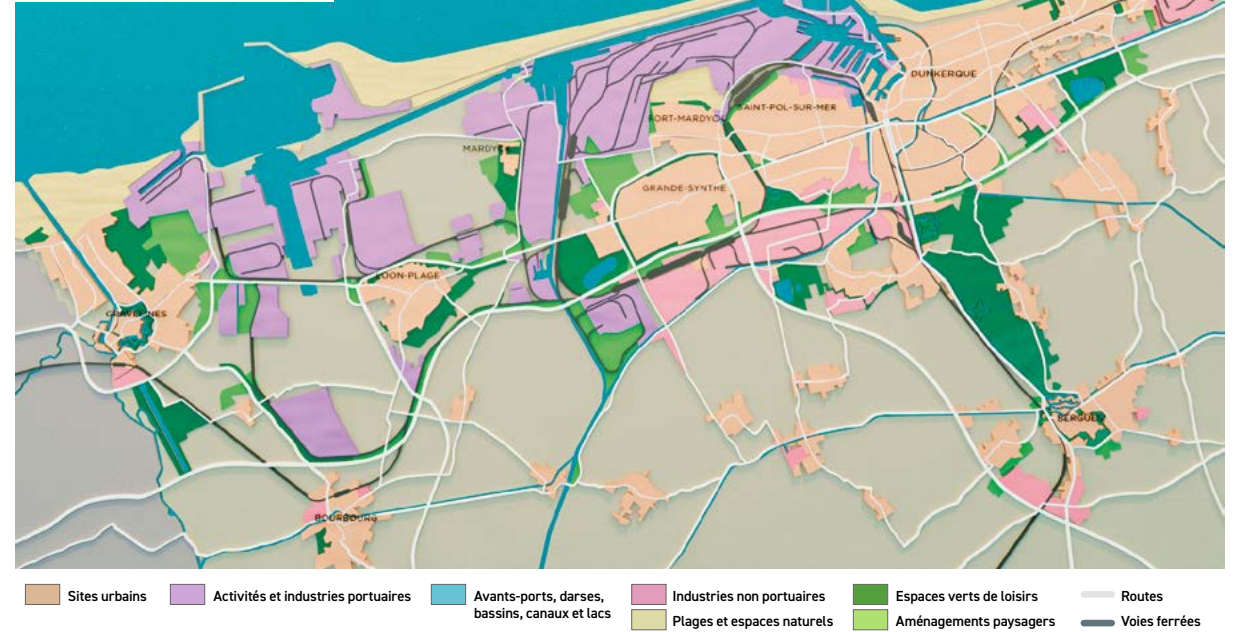 DUNKERQUE
SAINT-POL-SUR-MER
FORT-MARDYCK
MARDYCK
GRANDE-SYNTHE
LOON-PLAGE
GRAVELINES
BERGUES
BOURBOURG
Sites urbains
Activités et industries portuaires
Avants-ports, darses,
bassins, canaux et lacs
Industries non portuaires
Plages et espaces naturels
Espaces verts de loisirs
Aménagements paysagers
Routes
Voies ferrées